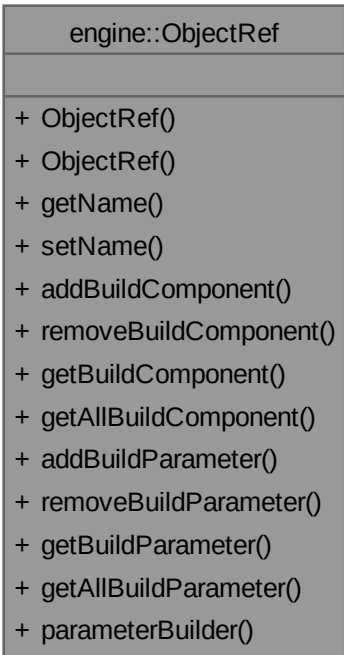 engine::ObjectRef
+ ObjectRef()
+ ObjectRef()
+ getName()
+ setName()
+ addBuildComponent()
+ removeBuildComponent()
+ getBuildComponent()
+ getAllBuildComponent()
+ addBuildParameter()
+ removeBuildParameter()
+ getBuildParameter()
+ getAllBuildParameter()
+ parameterBuilder()